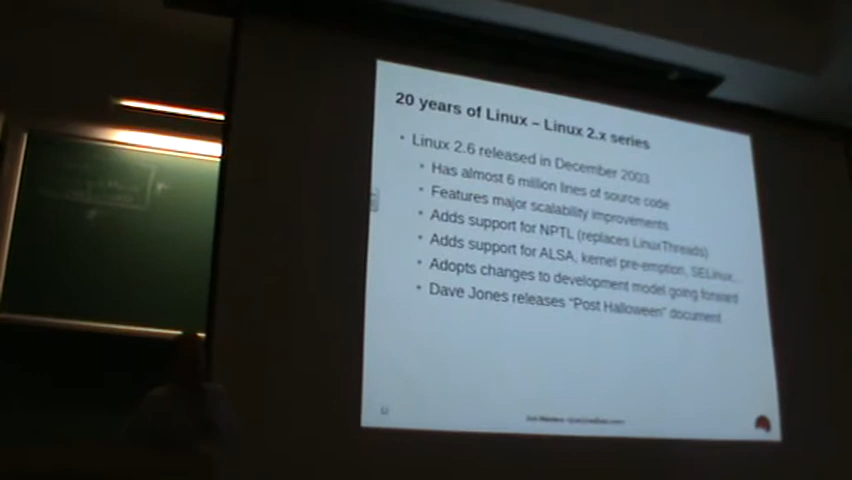 20 years of Linux – Linux 2.x series
• Linux 2.6 released in December 2003
• Has almost 6 million lines of source code
• Features major scalability improvements
• Adds support for NPTL (replaces LinuxThreads)
• Adds support for ALSA, kernel pre-emption, SELinux...
• Adopts changes to development model going forward
• Dave Jones releases “Post Halloween” document